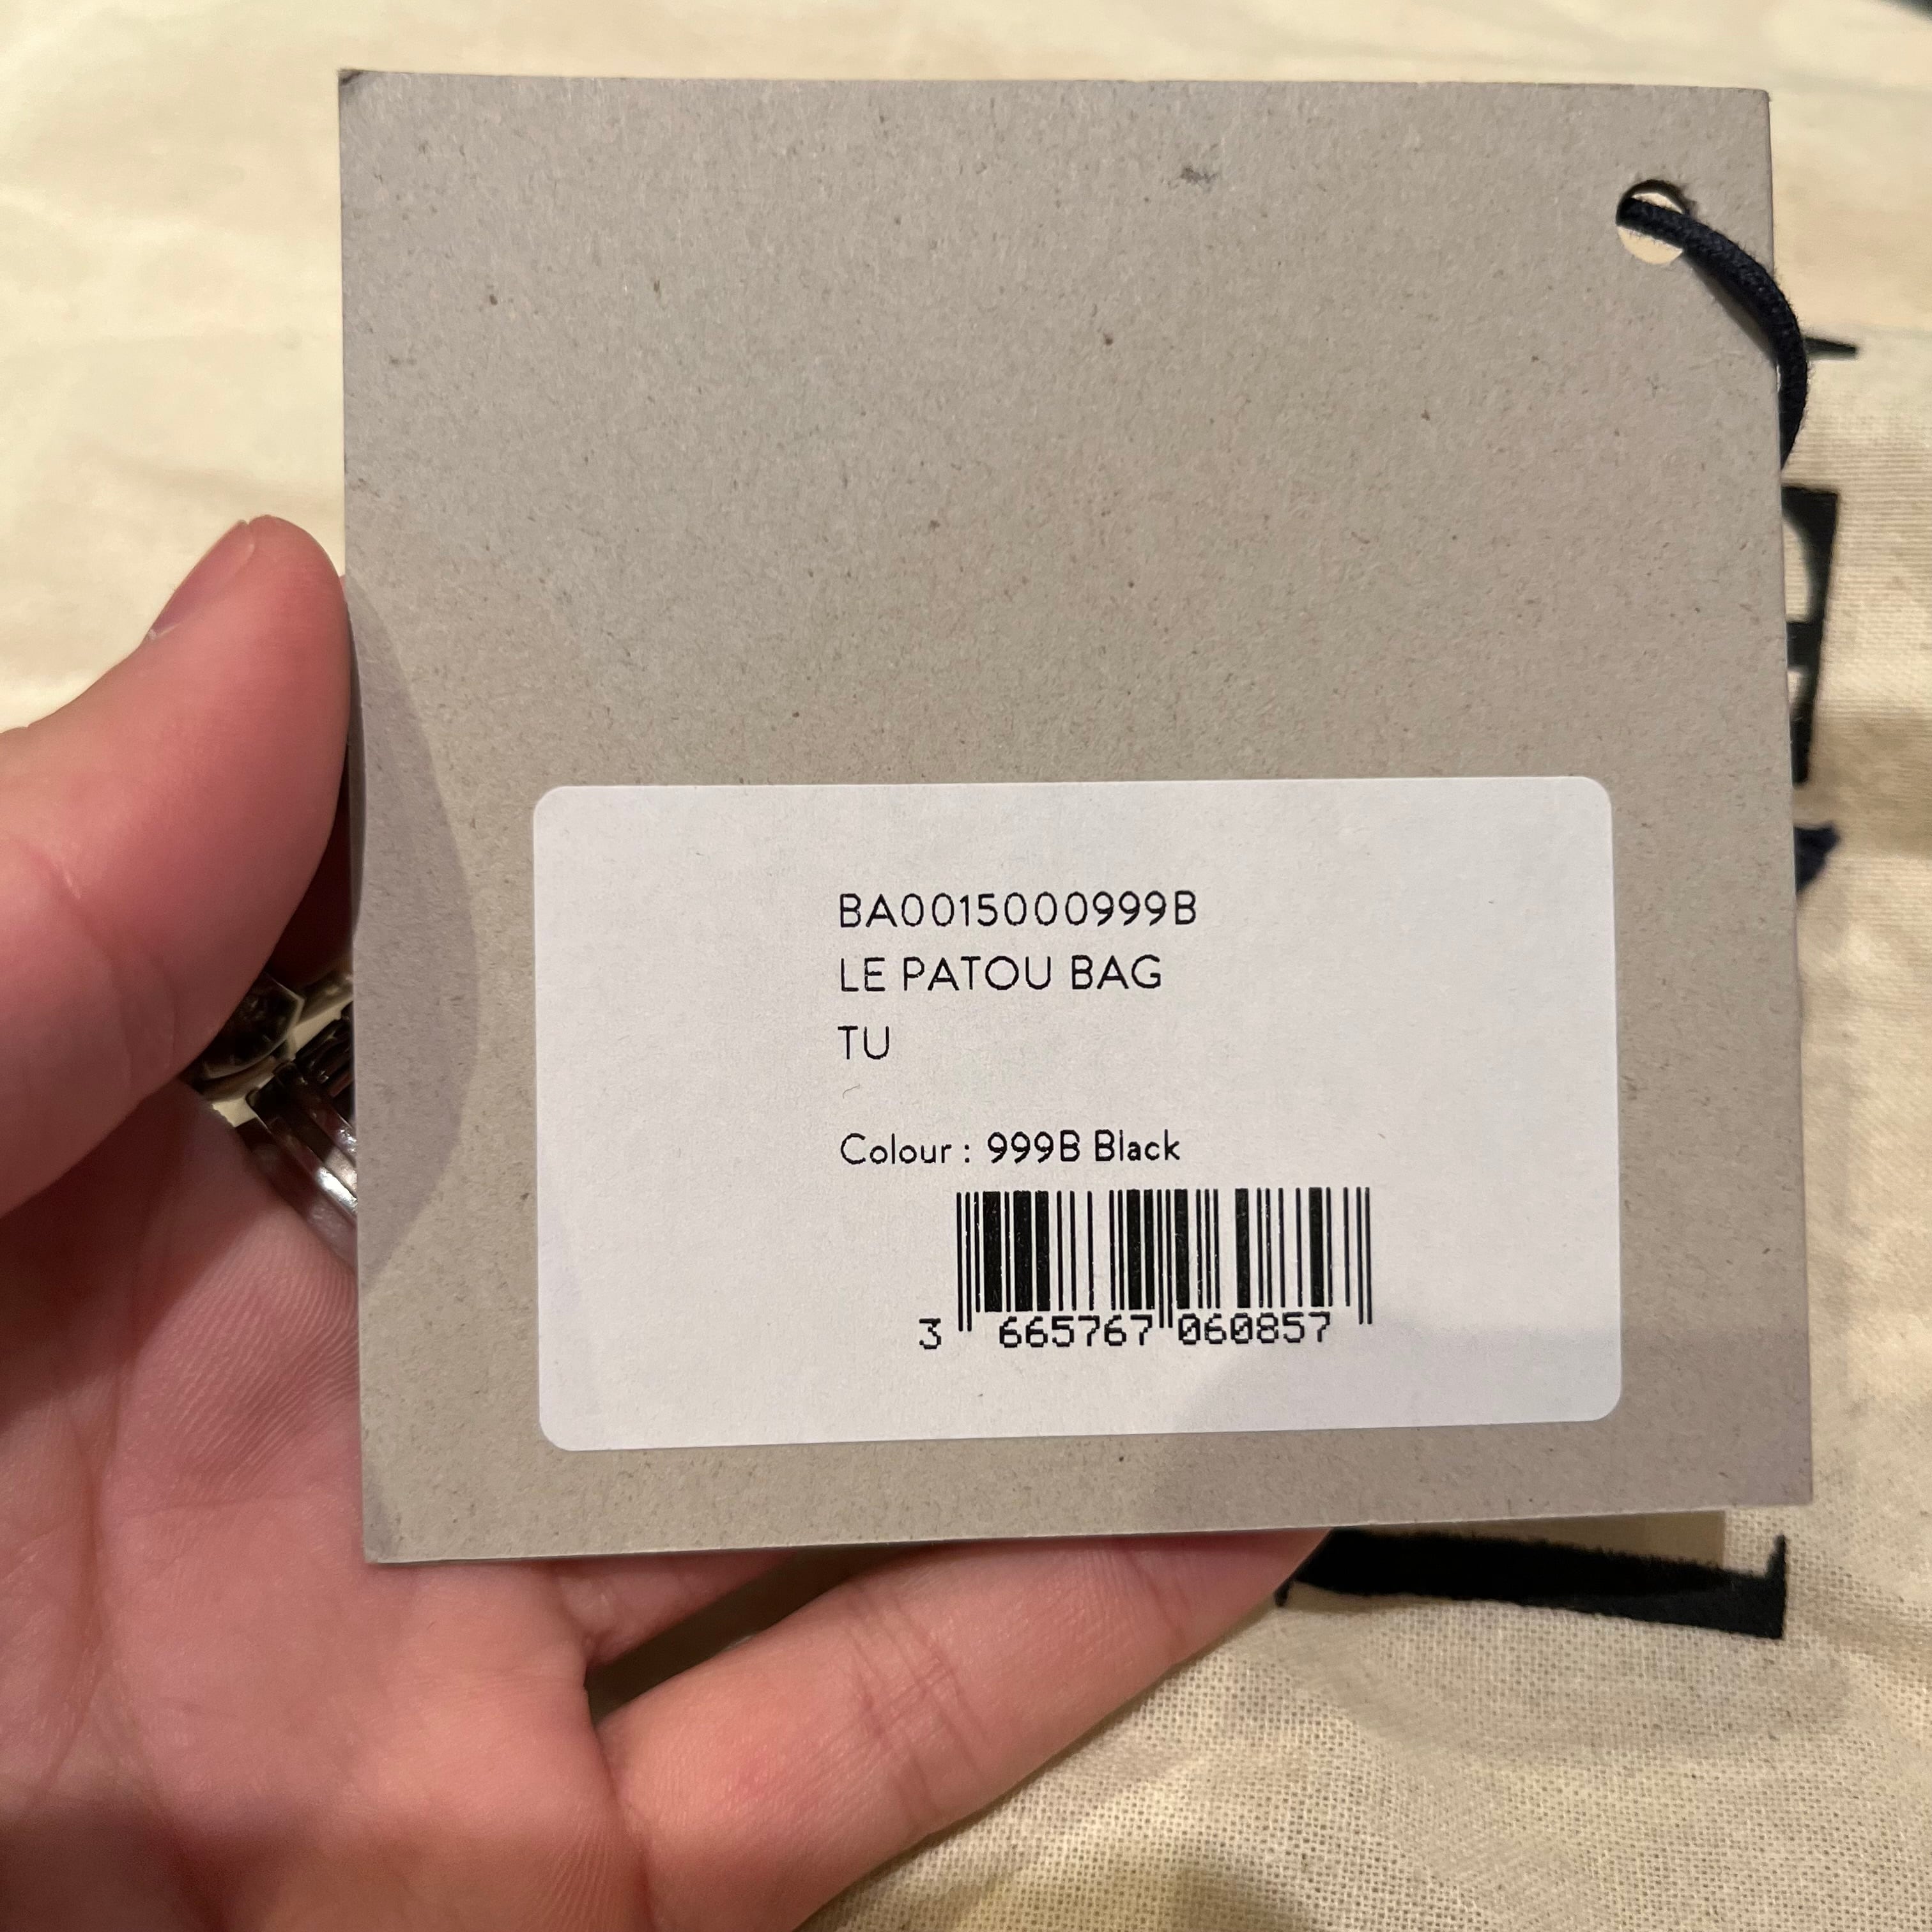 BA0015000999B
LE PATOU BAG
TU
Colour : 999B Black
3 665767 060857